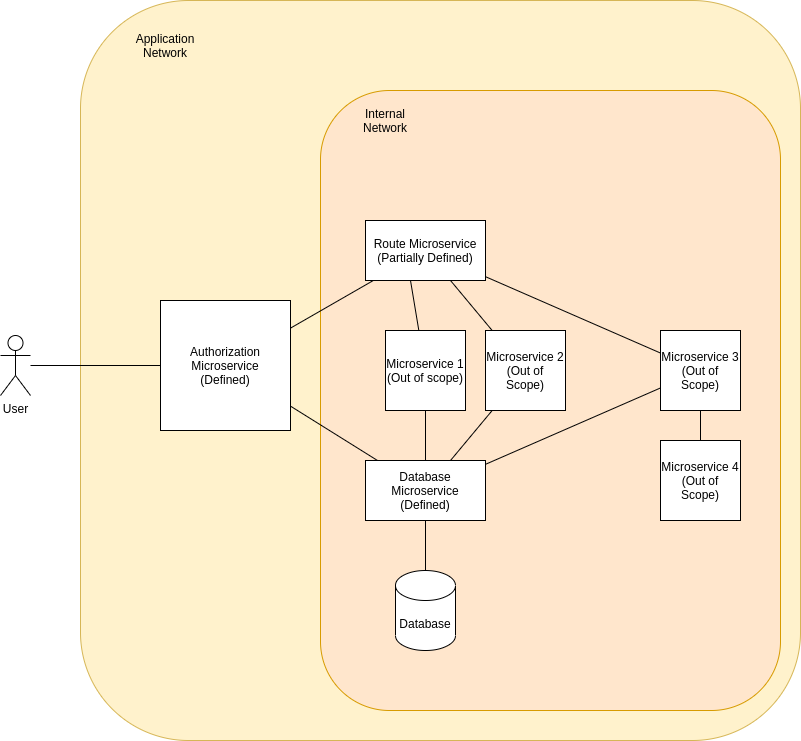 Application
Network
Internal
Network
Route Microservice
(Partially Defined)
Authorization
Microservice
(Defined)
User
Microservice 1
(Out of scope)
Microservice 2
(Out of
Scope)
Microservice 3
(Out of
Scope)
Database
Microservice
(Defined)
Microservice 4
(Out of
Scope)
Database